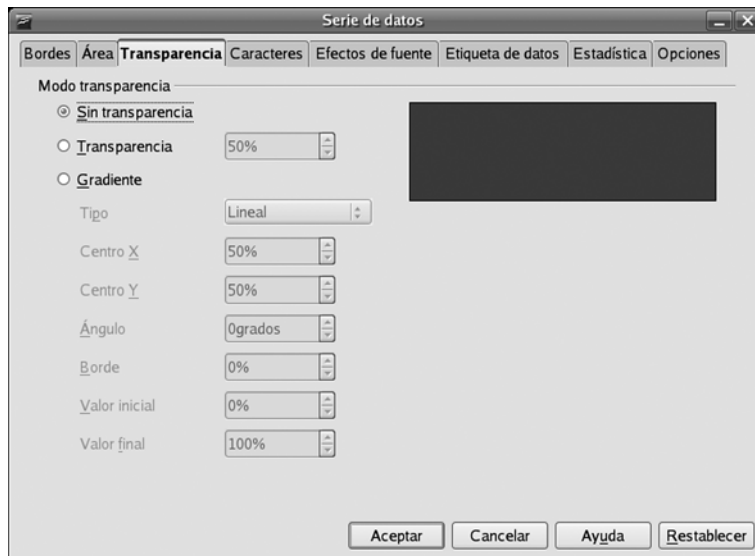 Serie de datos
Bordes Área Transparencia Caracteres Efectos de fuente Etiqueta de datos Estadística Opciones
Modo transparencia
Sin transparencia
Transparencia 50%
Gradiente
Tipo Lineal
Centro X 50%
Centro Y 50%
Ángulo 0grados
Borde 0%
Valor inicial 0%
Valor final 100%
Aceptar Cancelar Ayuda Restablecer